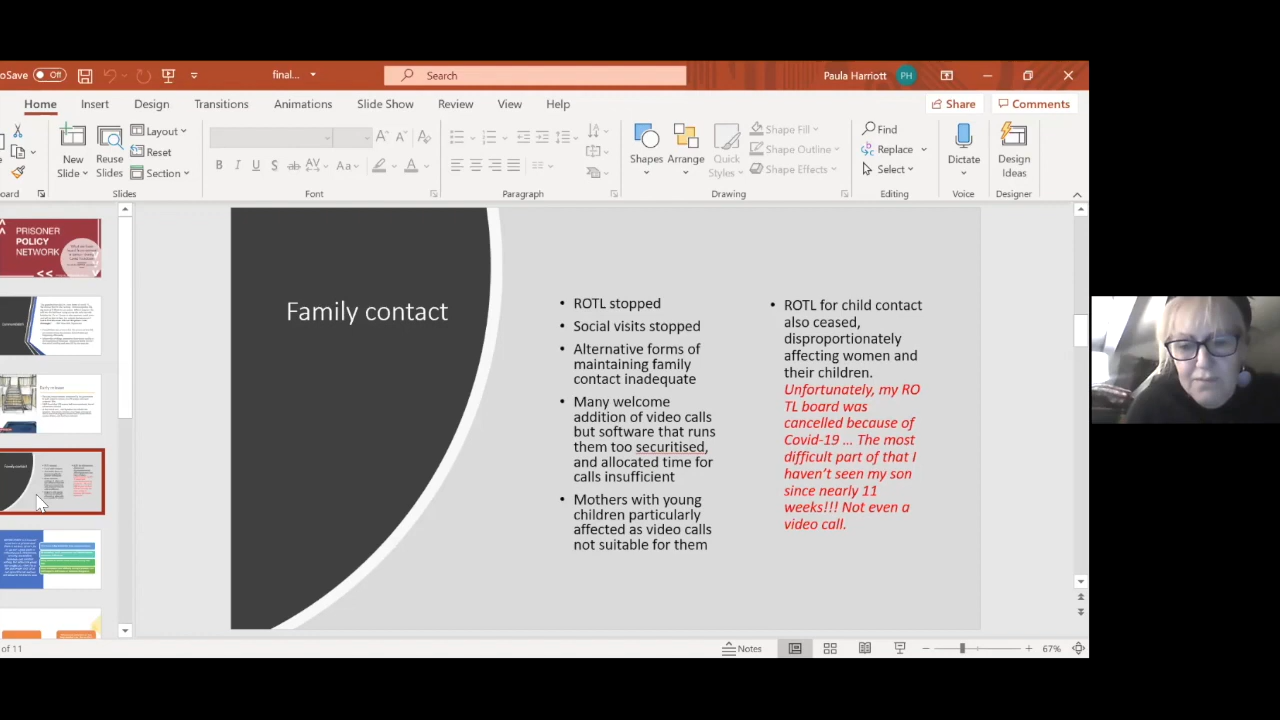 oSave Off
final...
Search
Paula Harriott
PH
Home Insert Design Transitions Animations Slide Show Review View Help
Share
Comments
New Slide
Reuse Slides
Layout
Reset
Section
B I U S ab AV Aa A
Shapes
Arrange
Quick Styles
Shape Fill
Shape Outline
Shape Effects
Find
Replace
Select
Dictate
Design Ideas
oard
Slides
Font
Paragraph
Drawing
Editing
Voice
Designer
PRISONER
POLICY
NETWORK
Family contact
• ROTL stopped
• Social visits stopped
• Alternative forms of
maintaining family
contact inadequate
• Many welcome
addition of video calls
but software that runs
them too securitised,
and allocated time for
calls insufficient
• Mothers with young
children particularly
affected as video calls
not suitable for them
• ROTL for child contact
also ceased,
disproportionately
affecting women and
their children.
Unfortunately, my RO
TL board was
cancelled because of
Covid-19 ... The most
difficult part of that I
haven't seen my son
since nearly 11
weeks!!! Not even a
video call.
of 11
Notes
67%